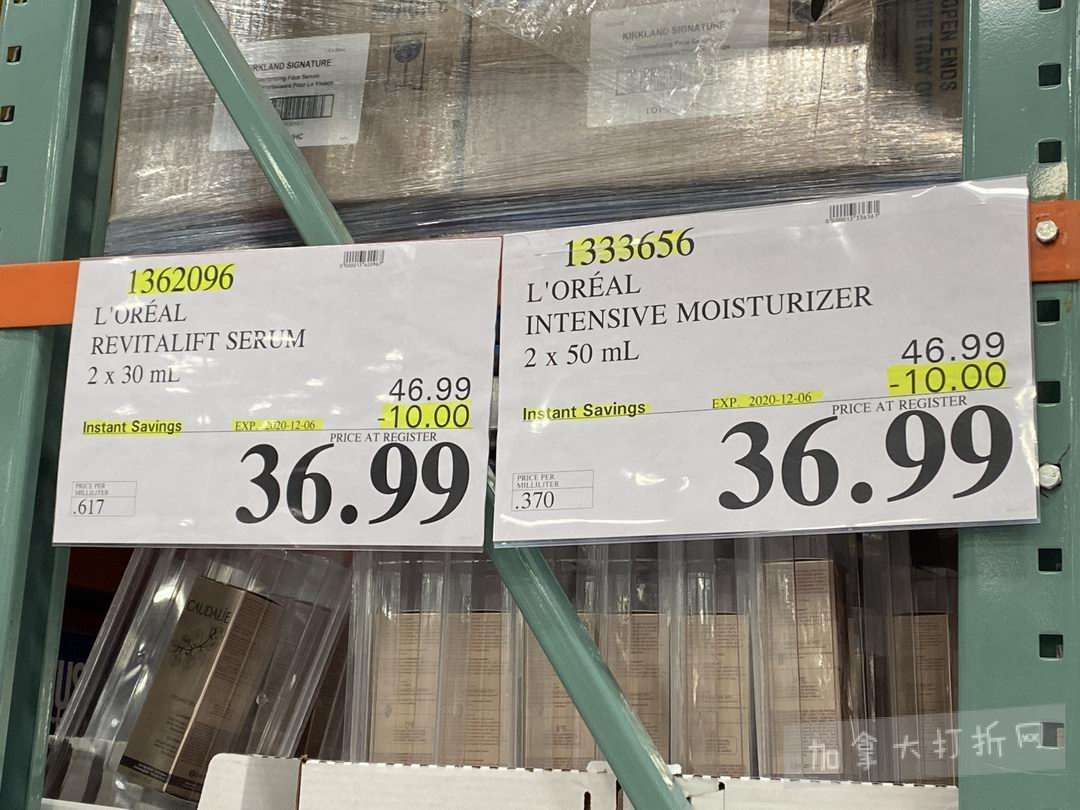 KIRKLAND SIGNATURE
KIRKLAND SIGNATURE
OPEN ENDS
1362096
L'ORÉAL
REVITALIFT SERUM
2 x 30 mL
46.99
-10.00
Instant Savings
EXP. 2020-12-06
PRICE AT REGISTER
36.99
PRICE PER
MILLILITER
.617
1333656
L'ORÉAL
INTENSIVE MOISTURIZER
2 x 50 mL
46.99
-10.00
Instant Savings
EXP. 2020-12-06
PRICE AT REGISTER
36.99
PRICE PER
MILLILITER
.370
CAUDALIE
加拿大打折网